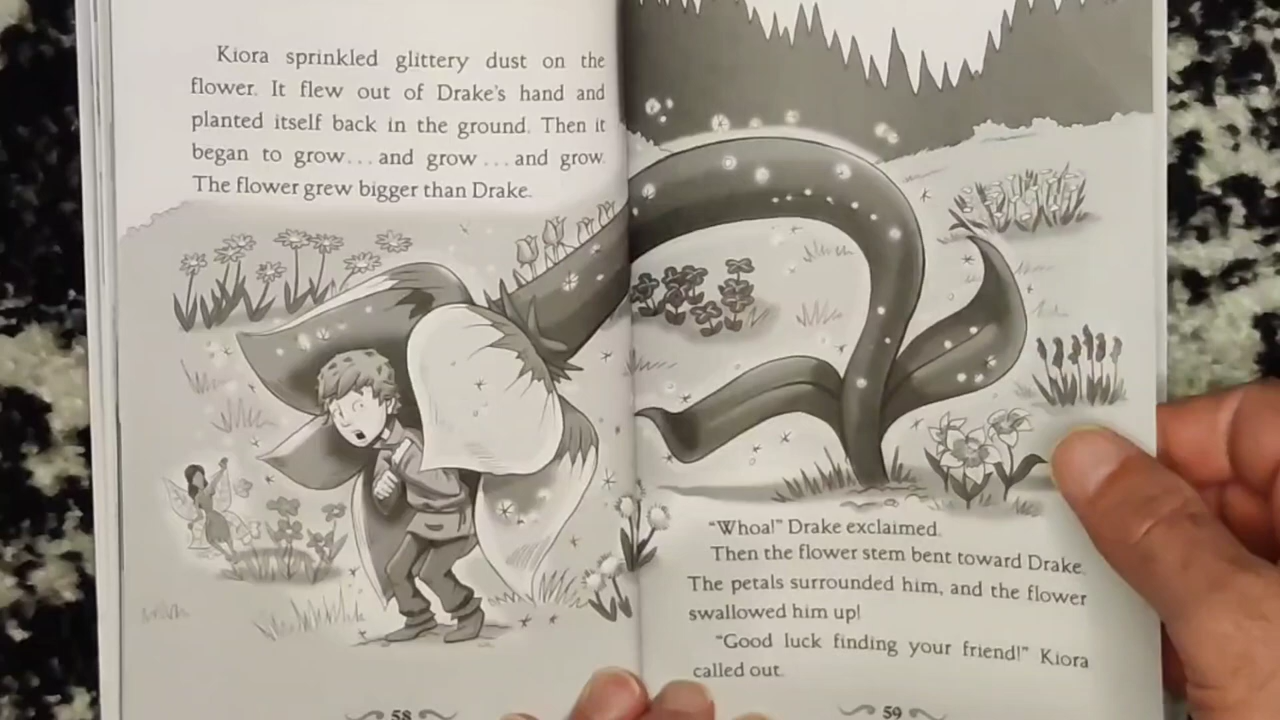 Kiora sprinkled glittery dust on the
flower. It flew out of Drake's hand and
planted itself back in the ground. Then it
began to grow...and grow...and grow.
The flower grew bigger than Drake.
58
"Whoa!" Drake exclaimed.
Then the flower stem bent toward Drake.
The petals surrounded him, and the flower
swallowed him up!
"Good luck finding your friend!" Kiora
called out.
59